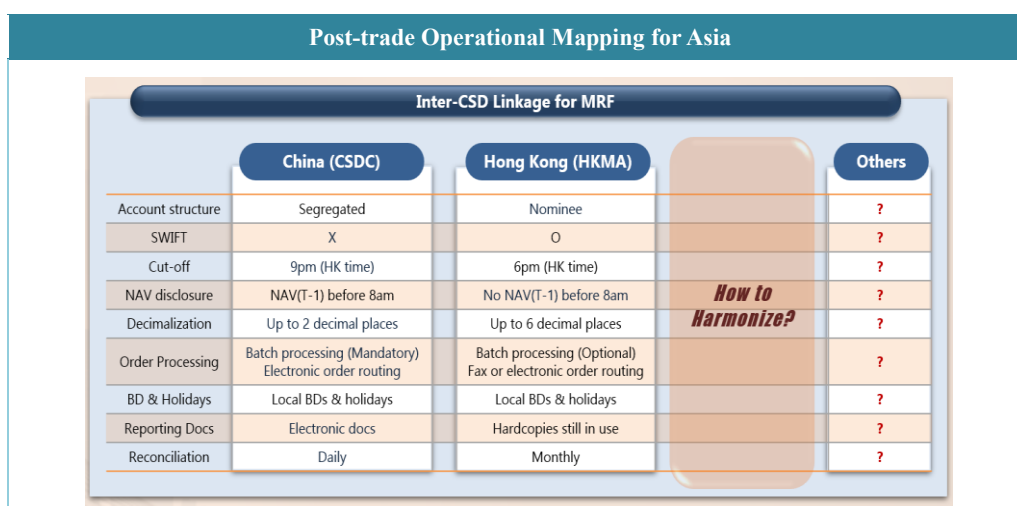 Post-trade Operational Mapping for Asia
Inter-CSD Linkage for MRF
China (CSDC) Hong Kong (HKMA) Others
Account structure Segregated Nominee ?
SWIFT X O ?
Cut-off 9pm (HK time) 6pm (HK time) ?
NAV disclosure NAV(T-1) before 8am No NAV(T-1) before 8am ?
How to
Harmonize?
Decimalization Up to 2 decimal places Up to 6 decimal places ?
Order Processing Batch processing (Mandatory) Batch processing (Optional) ?
Electronic order routing Fax or electronic order routing
BD & Holidays Local BDs & holidays Local BDs & holidays ?
Reporting Docs Electronic docs Hardcopies still in use ?
Reconciliation Daily Monthly ?